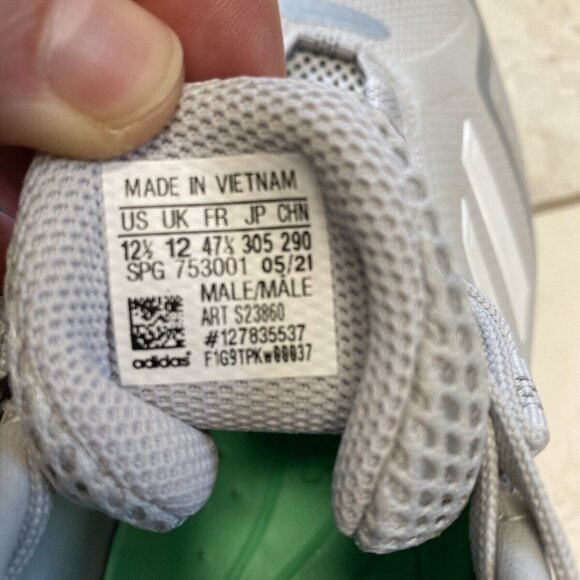 MADE IN VIETNAM
US UK FR JP CHN
12½ 12 47⅓ 305 290
SPG 753001 05/21
MALE/MÂLE
ART S23860
#127835537
adidas® F1G9TPK#00037